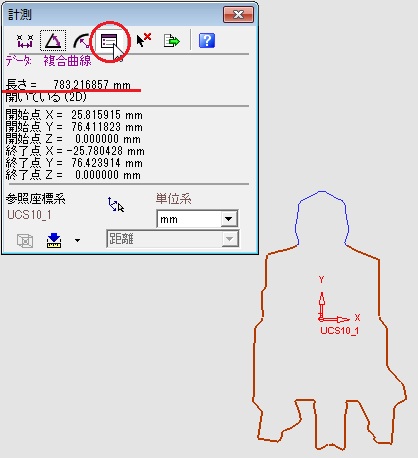 計測
データ: 複合曲線
長さ = 783.216857 mm
開いている (2D)
開始点 X = 25.815915 mm
開始点 Y = 76.411823 mm
開始点 Z = 0.000000 mm
終了点 X =-25.780428 mm
終了点 Y = 76.423914 mm
終了点 Z = 0.000000 mm
参照座標系
単位系
UCS10_1
mm
距離
Y
X
UCS10_1